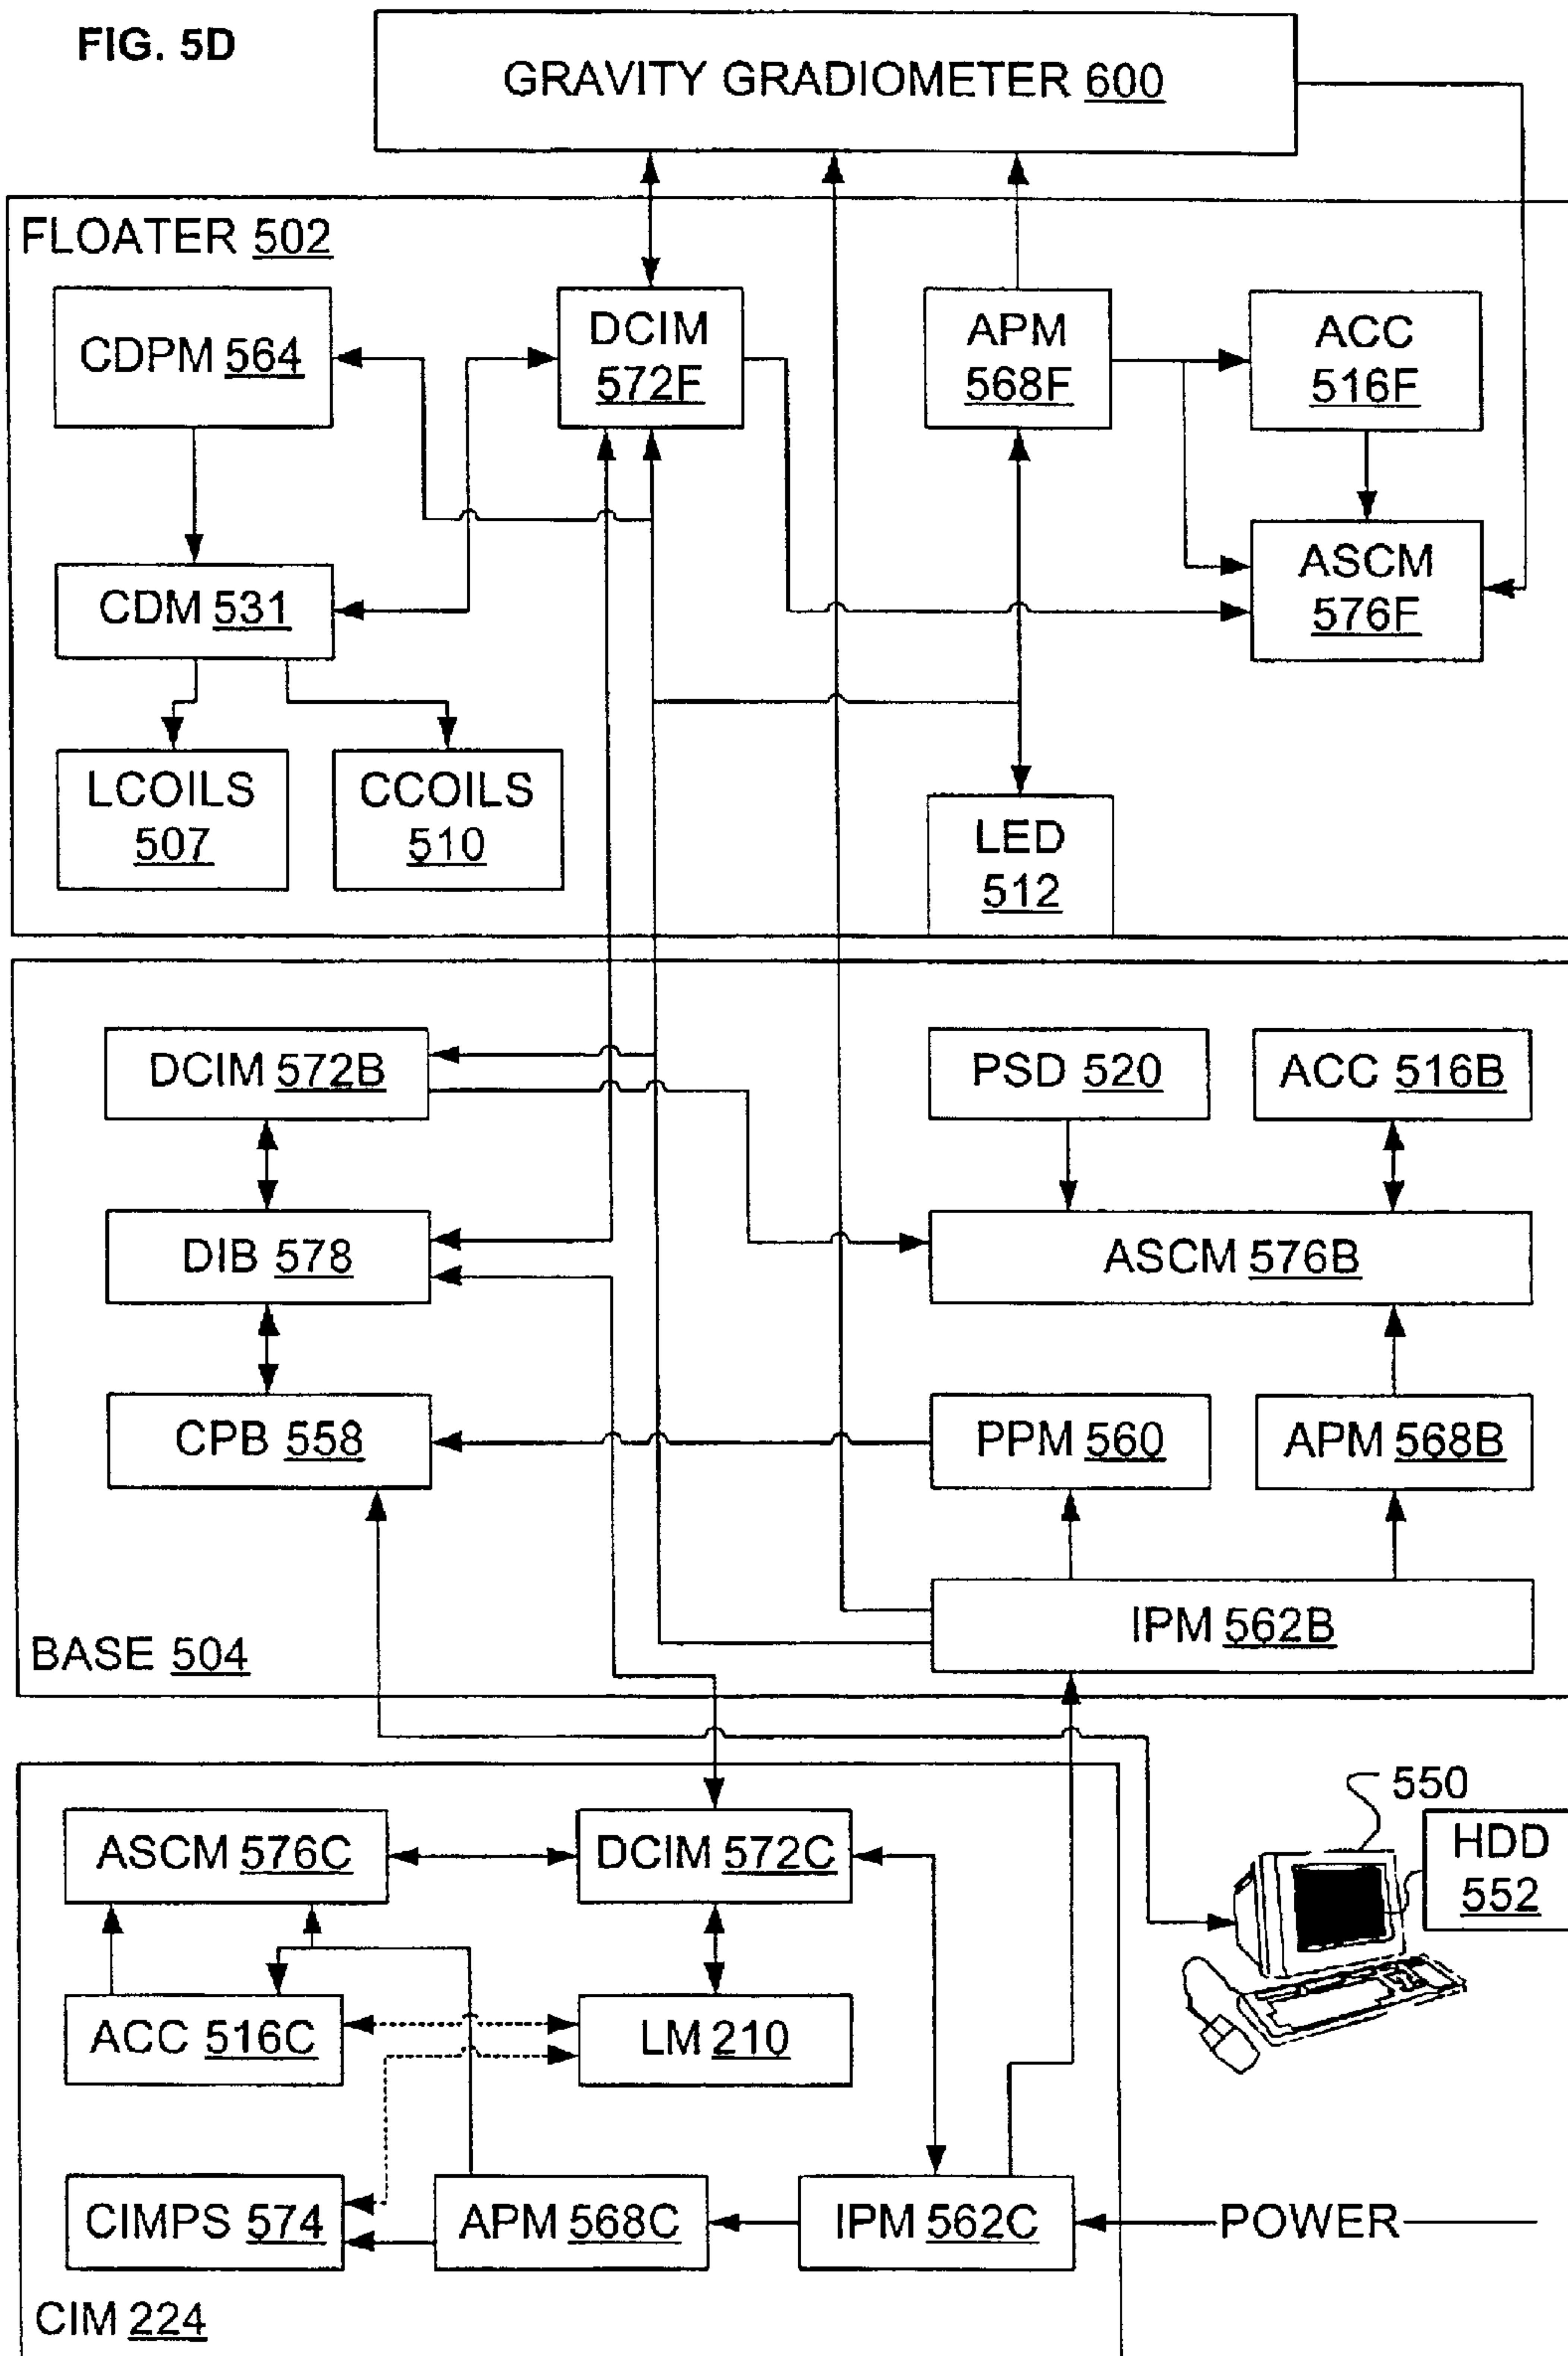 FIG. 5D
GRAVITY GRADIOMETER 600
FLOATER 502
CDPM 564
DCIM
572F
APM
568F
ACC
516F
CDM 531
ASCM
576F
LCOILS
507
CCOILS
510
LED
512
DCIM 572B
PSD 520
ACC 516B
DIB 578
ASCM 576B
CPB 558
PPM 560
APM 568B
IPM 562B
BASE 504
550
ASCM 576C
DCIM 572C
HDD
552
ACC 516C
LM 210
CIMPS 574
APM 568C
IPM 562C
POWER
CIM 224